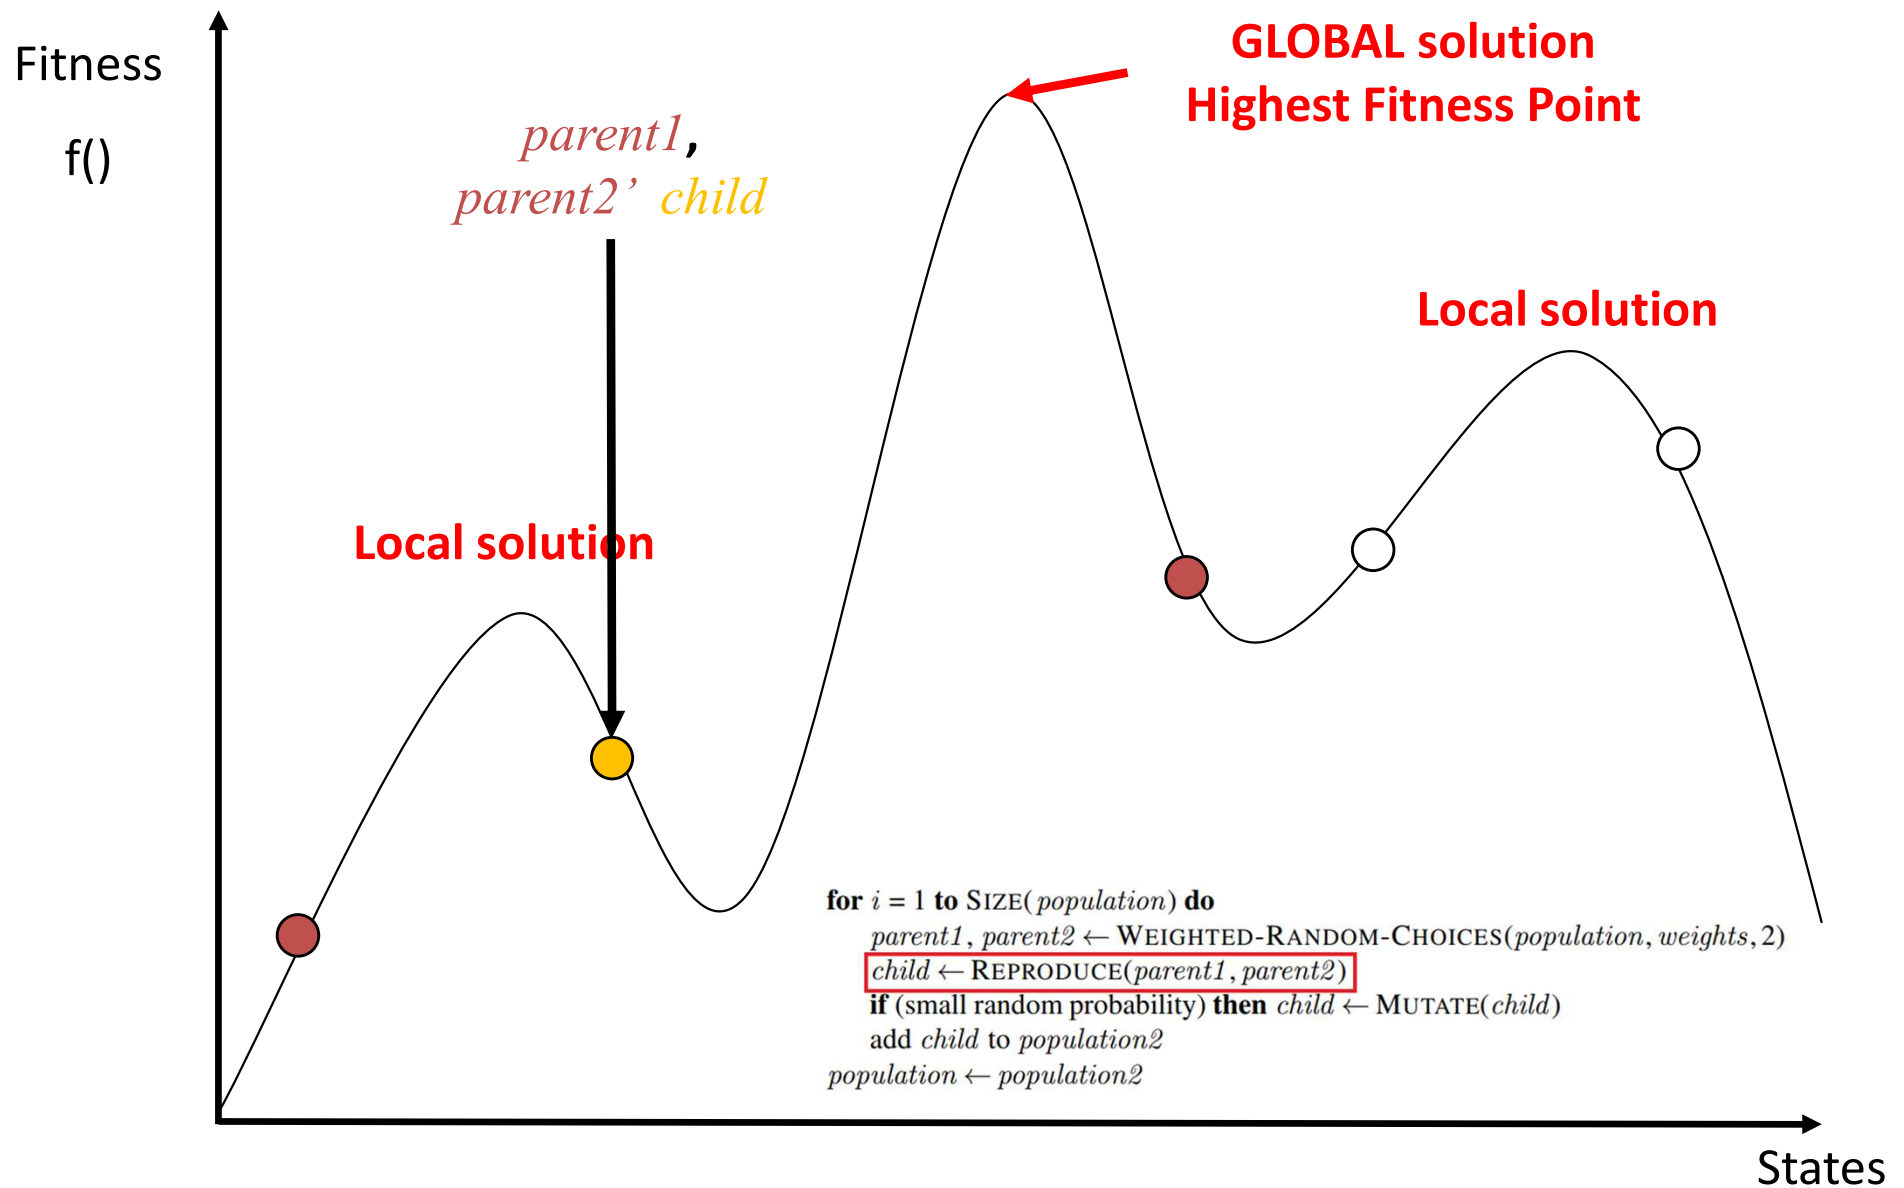 Fitness
f()
GLOBAL solution
Highest Fitness Point
parent1,
parent2’ child
Local solution
Local solution
for i = 1 to SIZE(population) do
parent1, parent2 ← WEIGHTED-RANDOM-CHOICES(population, weights, 2)
child ← REPRODUCE(parent1, parent2)
if (small random probability) then child ← MUTATE(child)
add child to population2
population ← population2
States